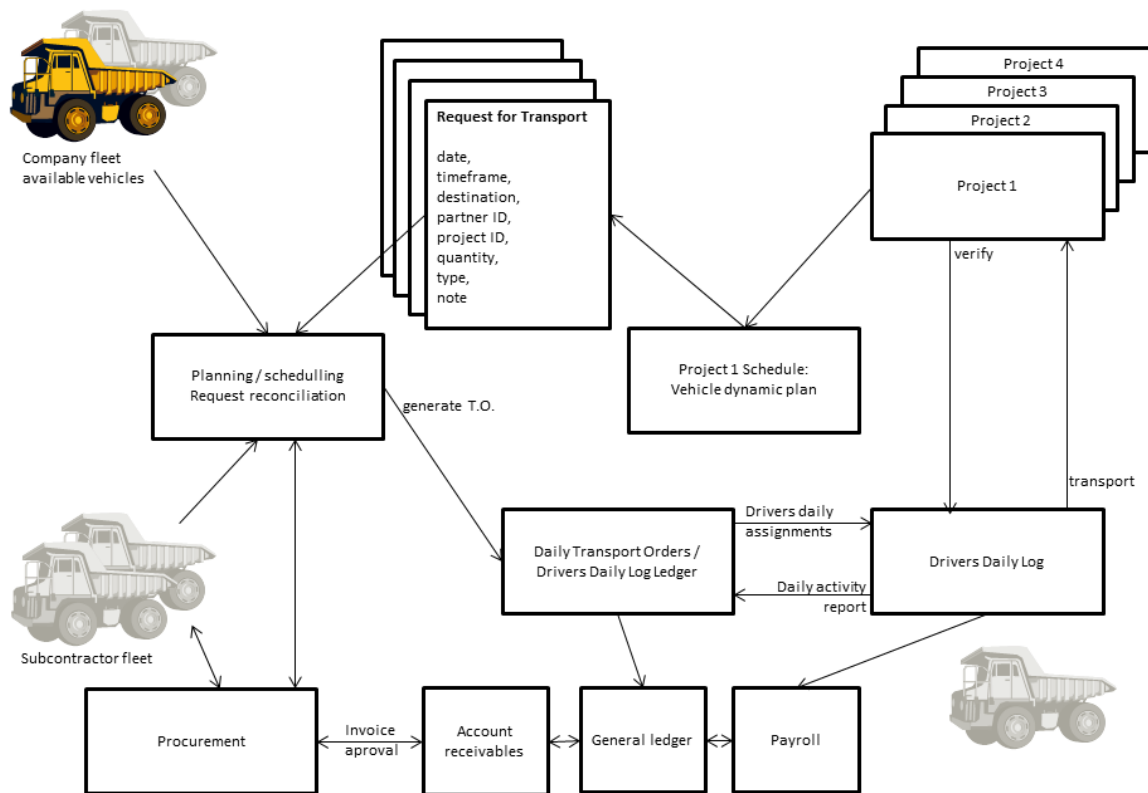 Project 4
Project 3
Project 2
Project 1
Request for Transport
date,
timeframe,
destination,
partner ID,
project ID,
quantity,
type,
note
Company fleet
available vehicles
verify
Project 1 Schedule:
Vehicle dynamic plan
Planning / schedulling
Request reconciliation
generate T.O.
transport
Drivers daily
assignments
Daily Transport Orders /
Drivers Daily Log Ledger
Drivers Daily Log
Daily activity
report
Subcontractor fleet
Procurement
Invoice
aproval
Account
receivables
General ledger
Payroll